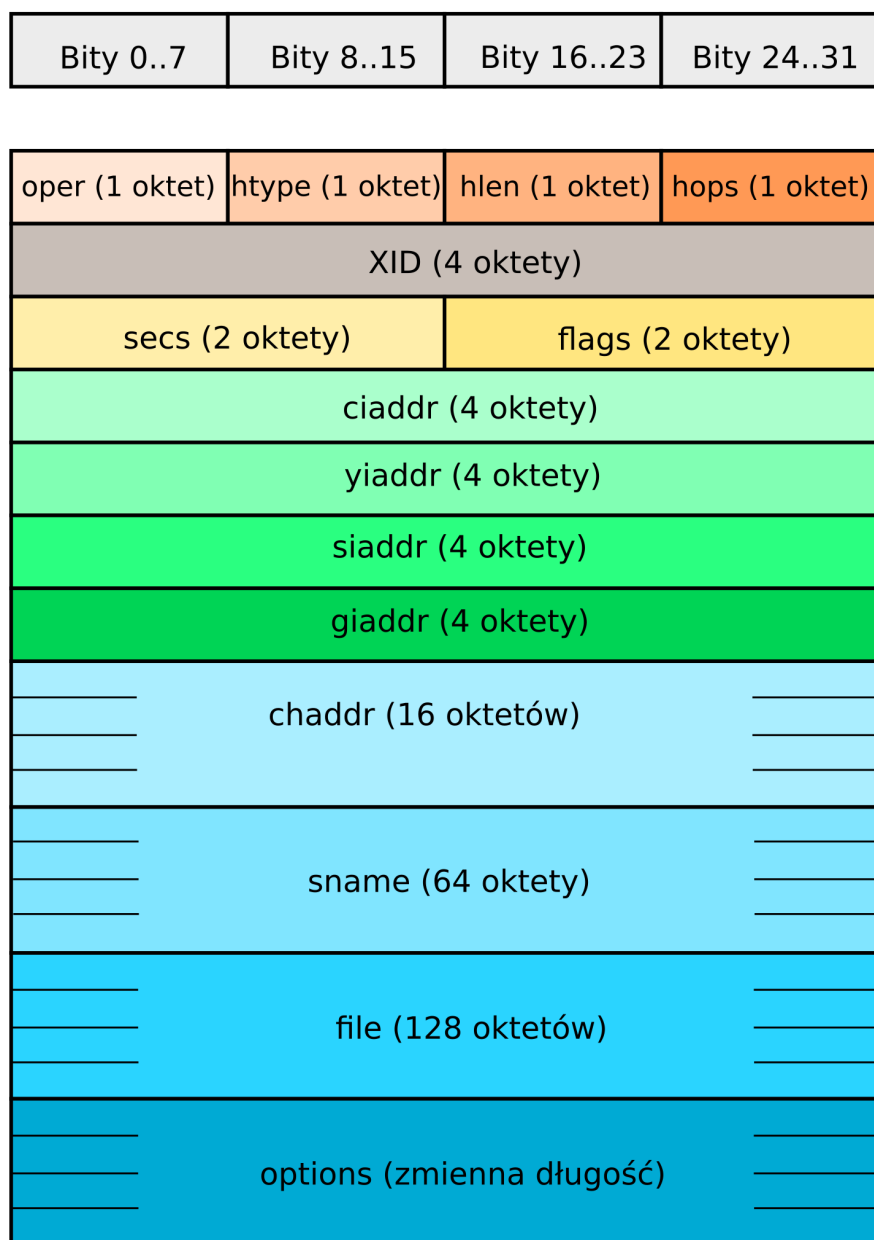 Bity 0..7 Bity 8..15 Bity 16..23 Bity 24..31
oper (1 oktet) htype (1 oktet) hlen (1 oktet) hops (1 oktet)
XID (4 oktety)
secs (2 oktety) flags (2 oktety)
ciaddr (4 oktety)
yiaddr (4 oktety)
siaddr (4 oktety)
giaddr (4 oktety)
chaddr (16 oktetów)
sname (64 oktety)
file (128 oktetów)
options (zmienna długość)